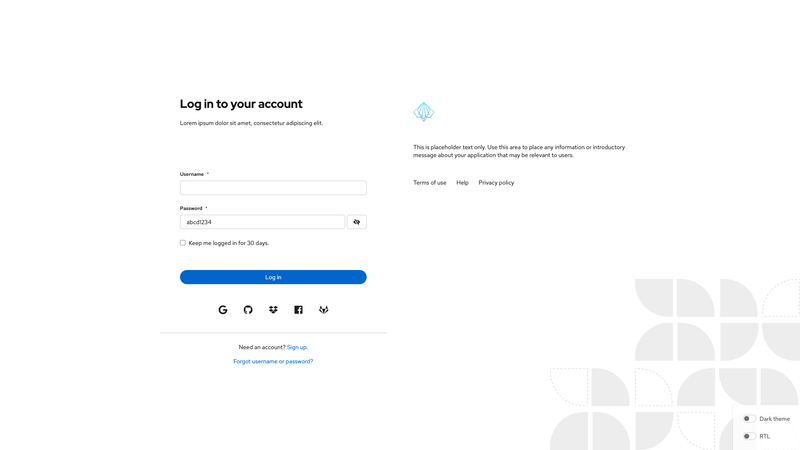 Log in to your account
Lorem ipsum dolor sit amet, consectetur adipiscing elit.
Username *
Password *
abcd1234
Keep me logged in for 30 days.
Log in
Need an account? Sign up.
Forgot username or password?
This is placeholder text only. Use this area to place any information or introductory
message about your application that may be relevant to users.
Terms of use Help Privacy policy
Dark theme
RTL